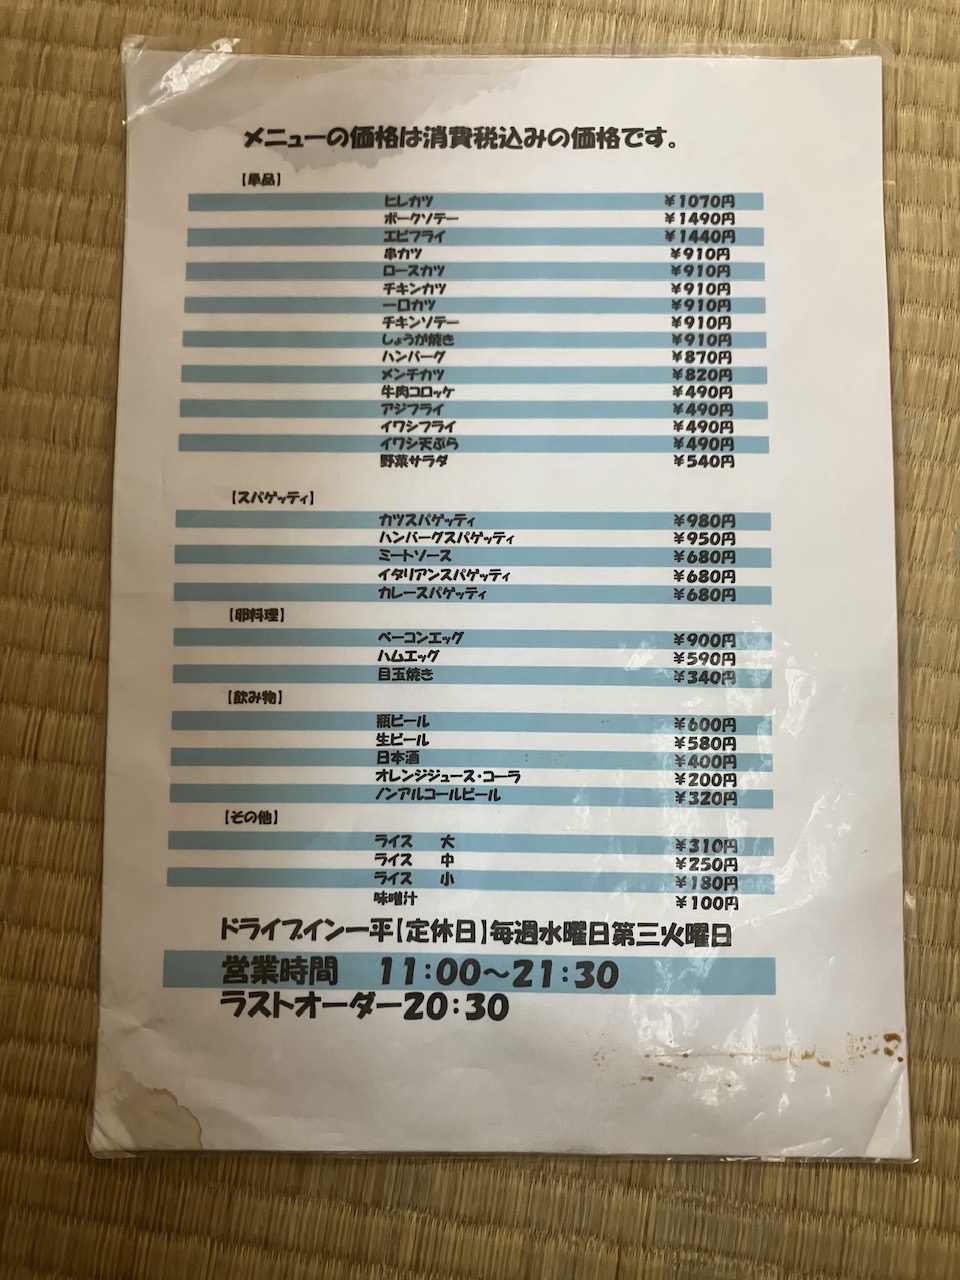 メニューの価格は消費税込みの価格です。
【単品】
ヒレカツ ¥1070円
ポークソテー ¥1490円
エビフライ ¥1440円
串カツ ¥910円
ロースカツ ¥910円
チキンカツ ¥910円
一口カツ ¥910円
チキンソテー ¥910円
しょうが焼き ¥910円
ハンバーグ ¥870円
メンチカツ ¥820円
牛肉コロッケ ¥490円
アジフライ ¥490円
イワシフライ ¥490円
イワシ天ぷら ¥490円
野菜サラダ ¥540円
【スパゲッティ】
カツスパゲッティ ¥980円
ハンバーグスパゲッティ ¥950円
ミートソース ¥680円
イタリアンスパゲッティ ¥680円
カレースパゲッティ ¥680円
【卵料理】
ベーコンエッグ ¥900円
ハムエッグ ¥590円
目玉焼き ¥340円
【飲み物】
瓶ビール ¥600円
生ビール ¥580円
日本酒 ¥400円
オレンジジュース・コーラ ¥200円
ノンアルコールビール ¥320円
【その他】
ライス 大 ¥310円
ライス 中 ¥250円
ライス 小 ¥180円
味噌汁 ¥100円
ドライブイン一平【定休日】毎週水曜日第三火曜日
営業時間 11:00～21:30
ラストオーダー20:30